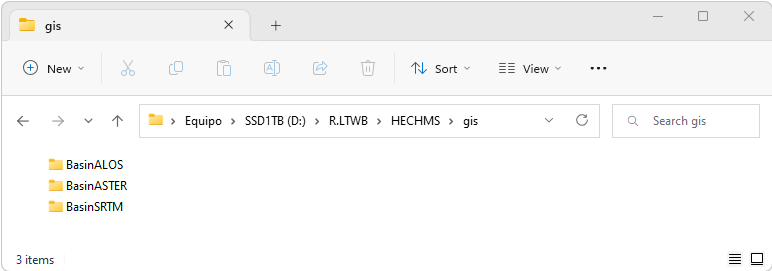 gis
New
Sort
View
Equipo > SSD1TB (D:) > R.LTWB > HECHMS > gis
Search gis
BasinALOS
BasinASTER
BasinSRTM
3 items